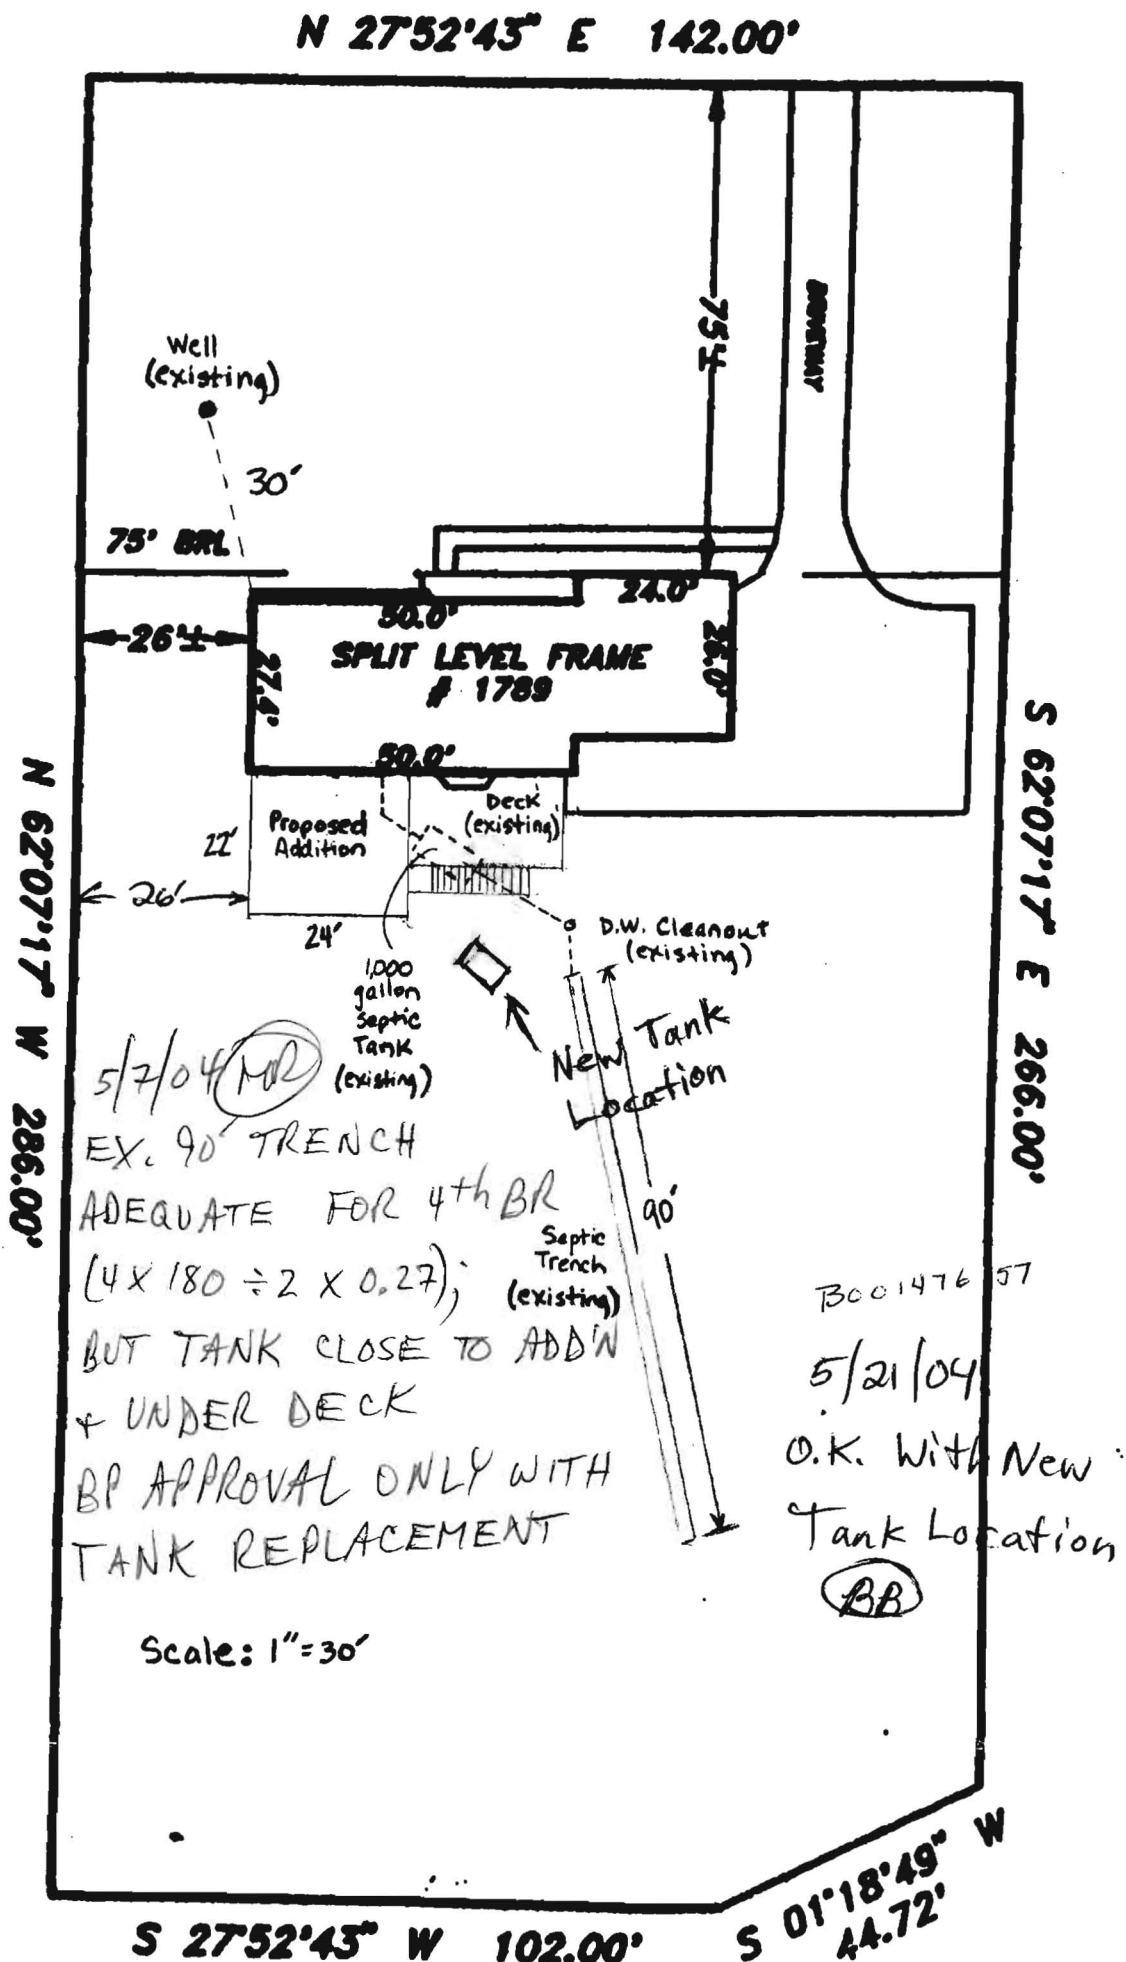 N 27°52'43" E 142.00'
75'±
DRIVEWAY
Well
(existing)
30'
75' BRL
24.0'
50.0'
26'±
SPLIT LEVEL FRAME
# 1789
27.4'
26.0'
50.0'
S 62°07'17" E 266.00'
N 62°07'17" W 286.00'
Deck
(existing)
Proposed
Addition
22'
26'
24'
D.W. Cleanout
(existing)
1,000
gallon
Septic
Tank
(existing)
New Tank
Location
5/7/04 MR
EX. 90' TRENCH
ADEQUATE FOR 4th BR
(4 X 180 ÷ 2 X 0.27);
BUT TANK CLOSE TO ADD'N
+ UNDER DECK
BP APPROVAL ONLY WITH
TANK REPLACEMENT
90'
Septic
Trench
(existing)
B00147657
5/21/04
O.K. With New
Tank Location
BB
Scale: 1"=30'
S 27°52'43" W 102.00'
S 01°18'49" W
44.72'